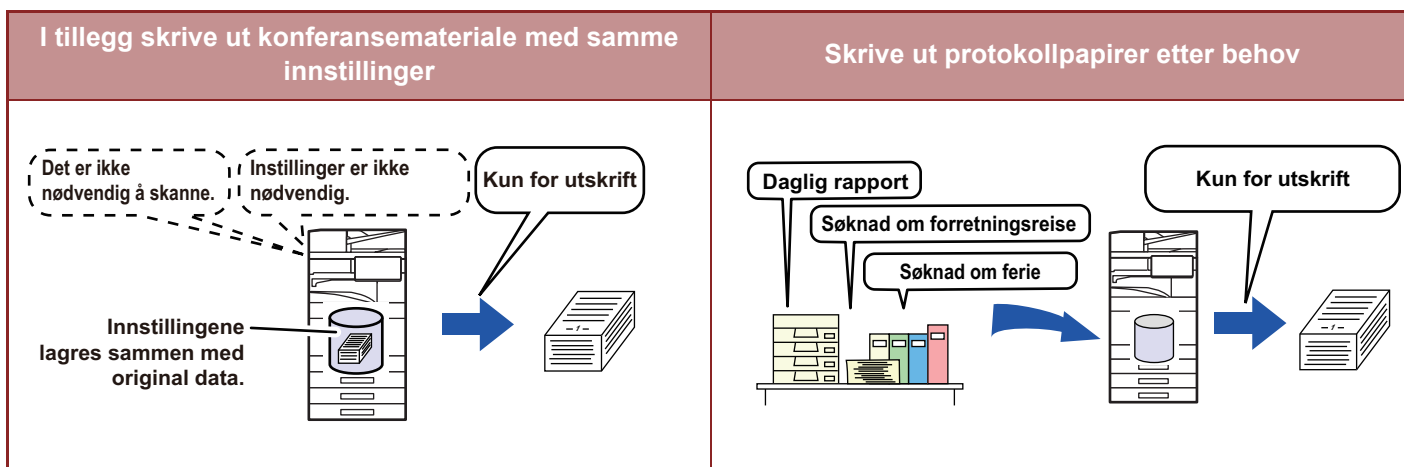 I tillegg skrive ut konferansemateriale med samme
innstillinger
Skrive ut protokollpapirer etter behov
Det er ikke
nødvendig å skanne.
Instillinger er ikke
nødvendig.
Kun for utskrift
Innstillingene
lagres sammen med
original data.
-1-
Daglig rapport
Søknad om forretningsreise
Søknad om ferie
Kun for utskrift
-1-